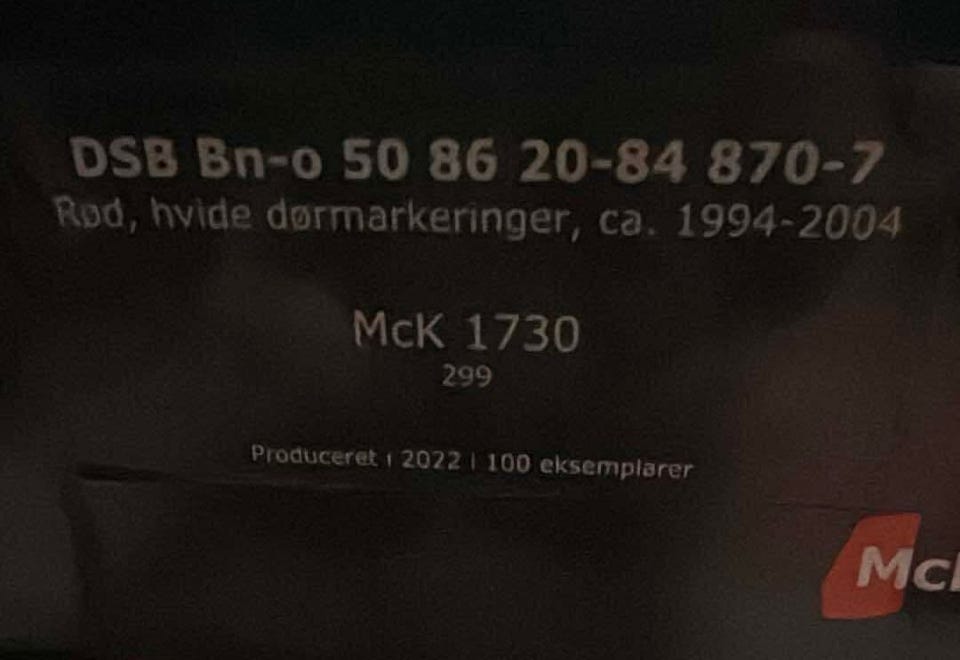 DSB Bn-o 50 86 20-84 870-7
Rød, hvide dørmarkeringer, ca. 1994-2004
McK 1730
299
Produceret i 2022 i 100 eksemplarer